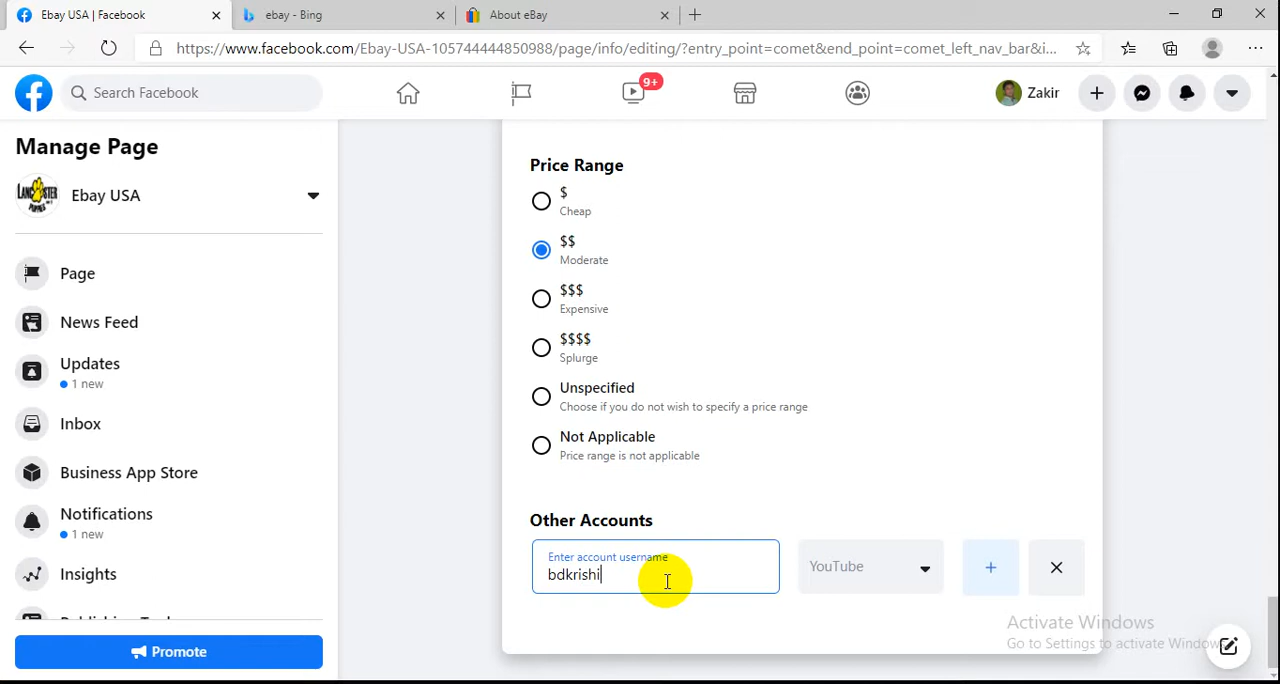 Ebay USA | Facebook
ebay - Bing
About eBay
https://www.facebook.com/Ebay-USA-105744444850988/page/info/editing/?entry_point=comet&end_point=comet_left_nav_bar&i...
Search Facebook
9+
Zakir
Manage Page
Ebay USA
Page
News Feed
Updates
1 new
Inbox
Business App Store
Notifications
1 new
Insights
Promote
Price Range
$
Cheap
$$
Moderate
$$$
Expensive
$$$$
Splurge
Unspecified
Choose if you do not wish to specify a price range
Not Applicable
Price range is not applicable
Other Accounts
Enter account username
bdkrishi
YouTube
Activate Windows
Go to Settings to activate Windows